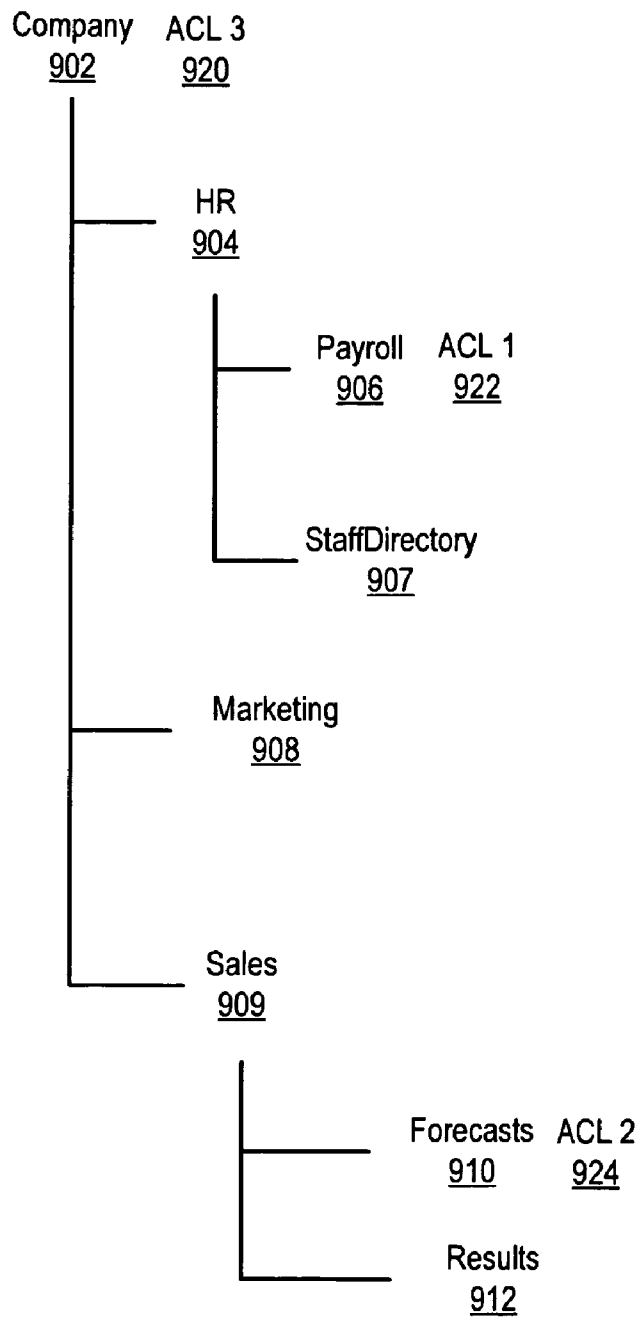 Company ACL 3
902 920
HR
904
Payroll ACL 1
906 922
StaffDirectory
907
Marketing
908
Sales
909
Forecasts ACL 2
910 924
Results
912